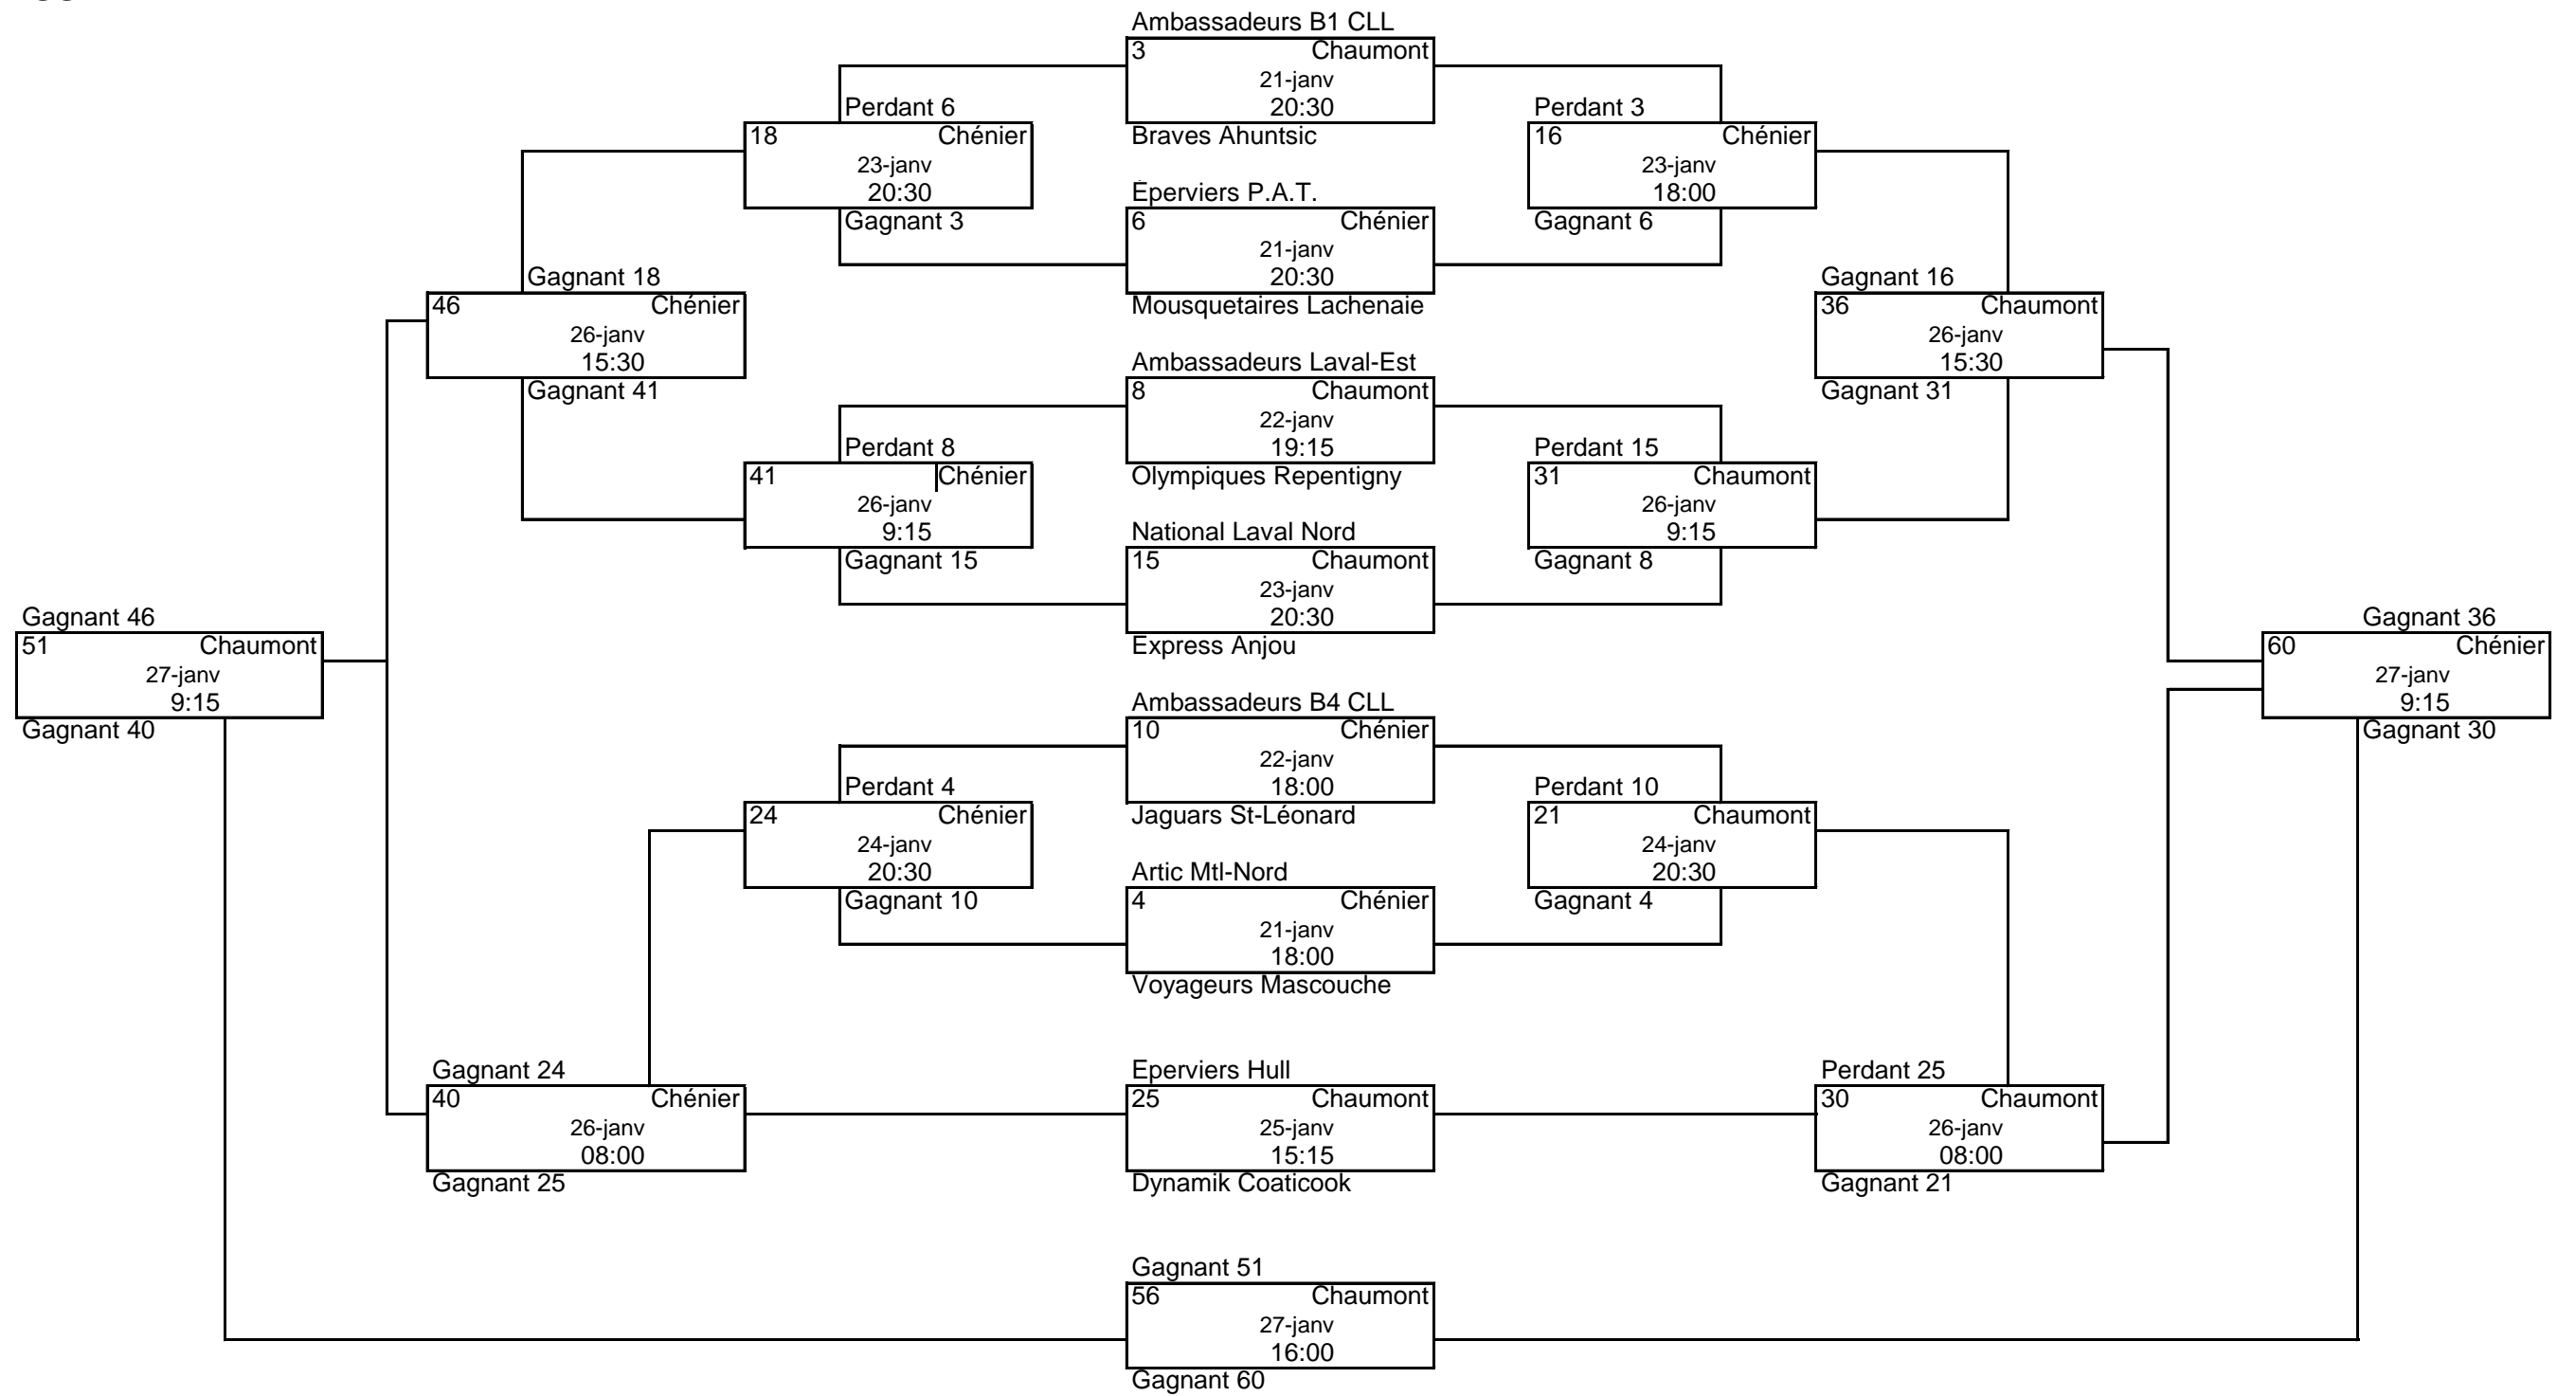 Ambassadeurs B1 CLL
3 Chaumont
21-janv
20:30
Braves Ahuntsic
Perdant 6
18 Chénier
23-janv
20:30
Gagnant 3
Perdant 3
16 Chénier
23-janv
18:00
Gagnant 6
Éperviers P.A.T.
6 Chénier
21-janv
20:30
Mousquetaires Lachenaie
Gagnant 18
46 Chénier
26-janv
15:30
Gagnant 41
Gagnant 16
36 Chaumont
26-janv
15:30
Gagnant 31
Ambassadeurs Laval-Est
8 Chaumont
22-janv
19:15
Olympiques Repentigny
Perdant 8
41 Chénier
26-janv
9:15
Gagnant 15
Perdant 15
31 Chaumont
26-janv
9:15
Gagnant 8
National Laval Nord
15 Chaumont
23-janv
20:30
Express Anjou
Gagnant 46
51 Chaumont
27-janv
9:15
Gagnant 40
Gagnant 36
60 Chénier
27-janv
9:15
Gagnant 30
Ambassadeurs B4 CLL
10 Chénier
22-janv
18:00
Jaguars St-Léonard
Perdant 4
24 Chénier
24-janv
20:30
Gagnant 10
Perdant 10
21 Chaumont
24-janv
20:30
Gagnant 4
Artic Mtl-Nord
4 Chénier
21-janv
18:00
Voyageurs Mascouche
Gagnant 24
40 Chénier
26-janv
08:00
Gagnant 25
Eperviers Hull
25 Chaumont
25-janv
15:15
Dynamik Coaticook
Perdant 25
30 Chaumont
26-janv
08:00
Gagnant 21
Gagnant 51
56 Chaumont
27-janv
16:00
Gagnant 60